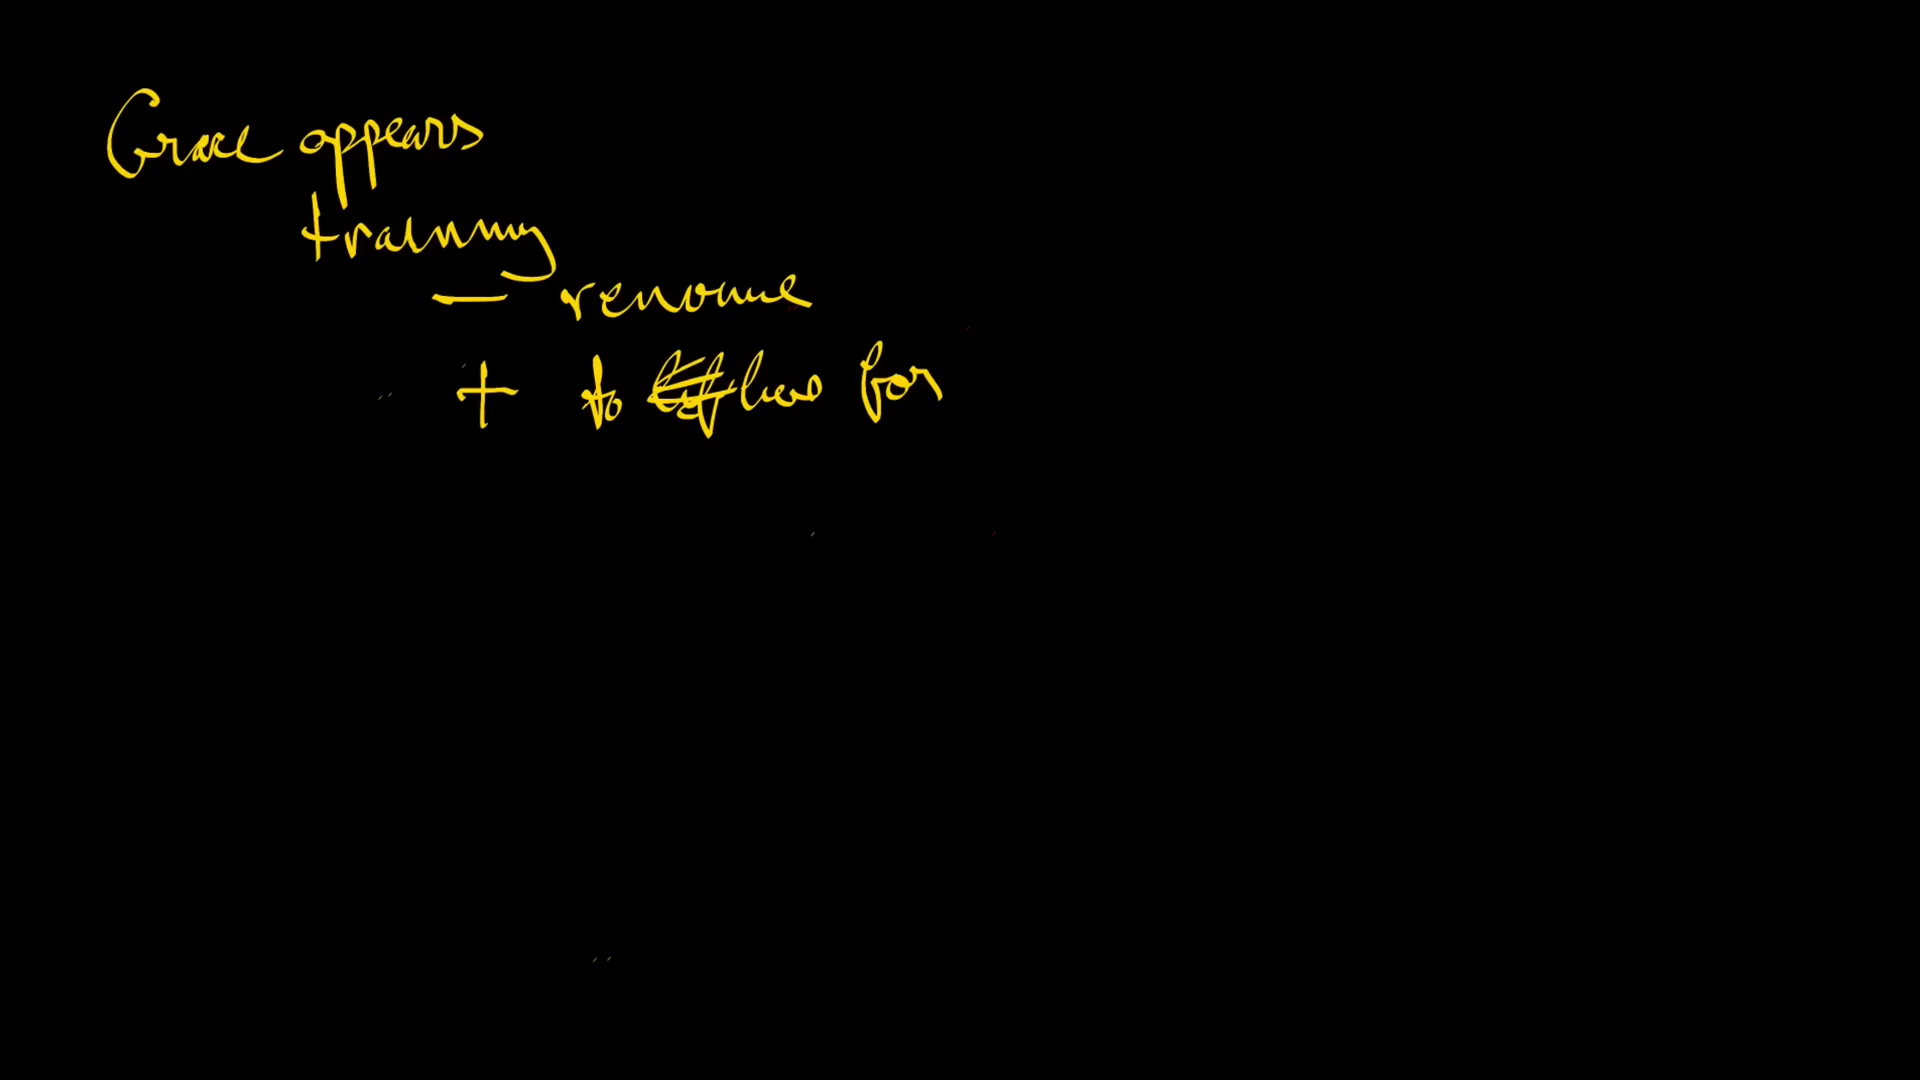 Grace appears
training
— renounce
+ to live for